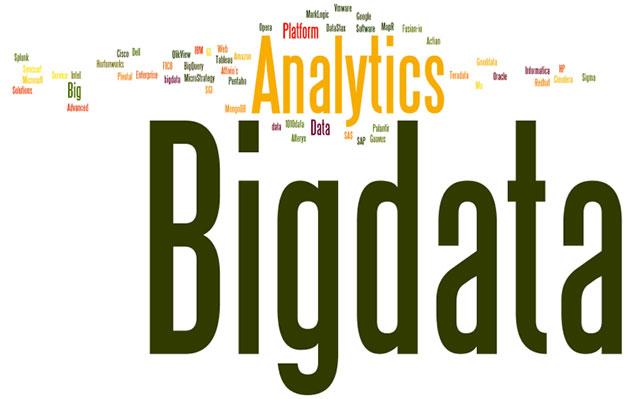 Vmware
MarkLogic
Google
Opera
Platform
DataStax
Software
MapR
Fusion-io
Actian
Splunk
Cisco
Dell
QlikView
IBM
GE
Web
Tableau
Amazon
Hortonworks
FICO
BigQuery
Attivio's
Microsoft
Service
Intel
Pivotal
Enterprise
bigdata
MicroStrategy
Pentaho
Solutions
Big
SGI
Advanced
MongoDB
Analytics
Teradata
Gooddata
Mu
Oracle
Informatica
HP
Redhat
Cloudera
Sigma
data
1010data
Data
Alteryx
SAS
SAP
Palantir
Guavus
Bigdata